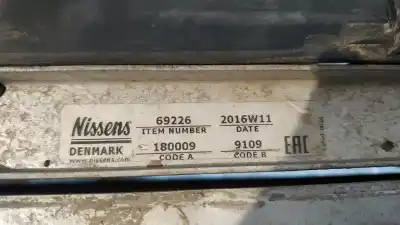 Nissens 69226 2016W11
ITEM NUMBER DATE
DENMARK 180009 9109 EAC
www.nissens.com CODE A CODE B